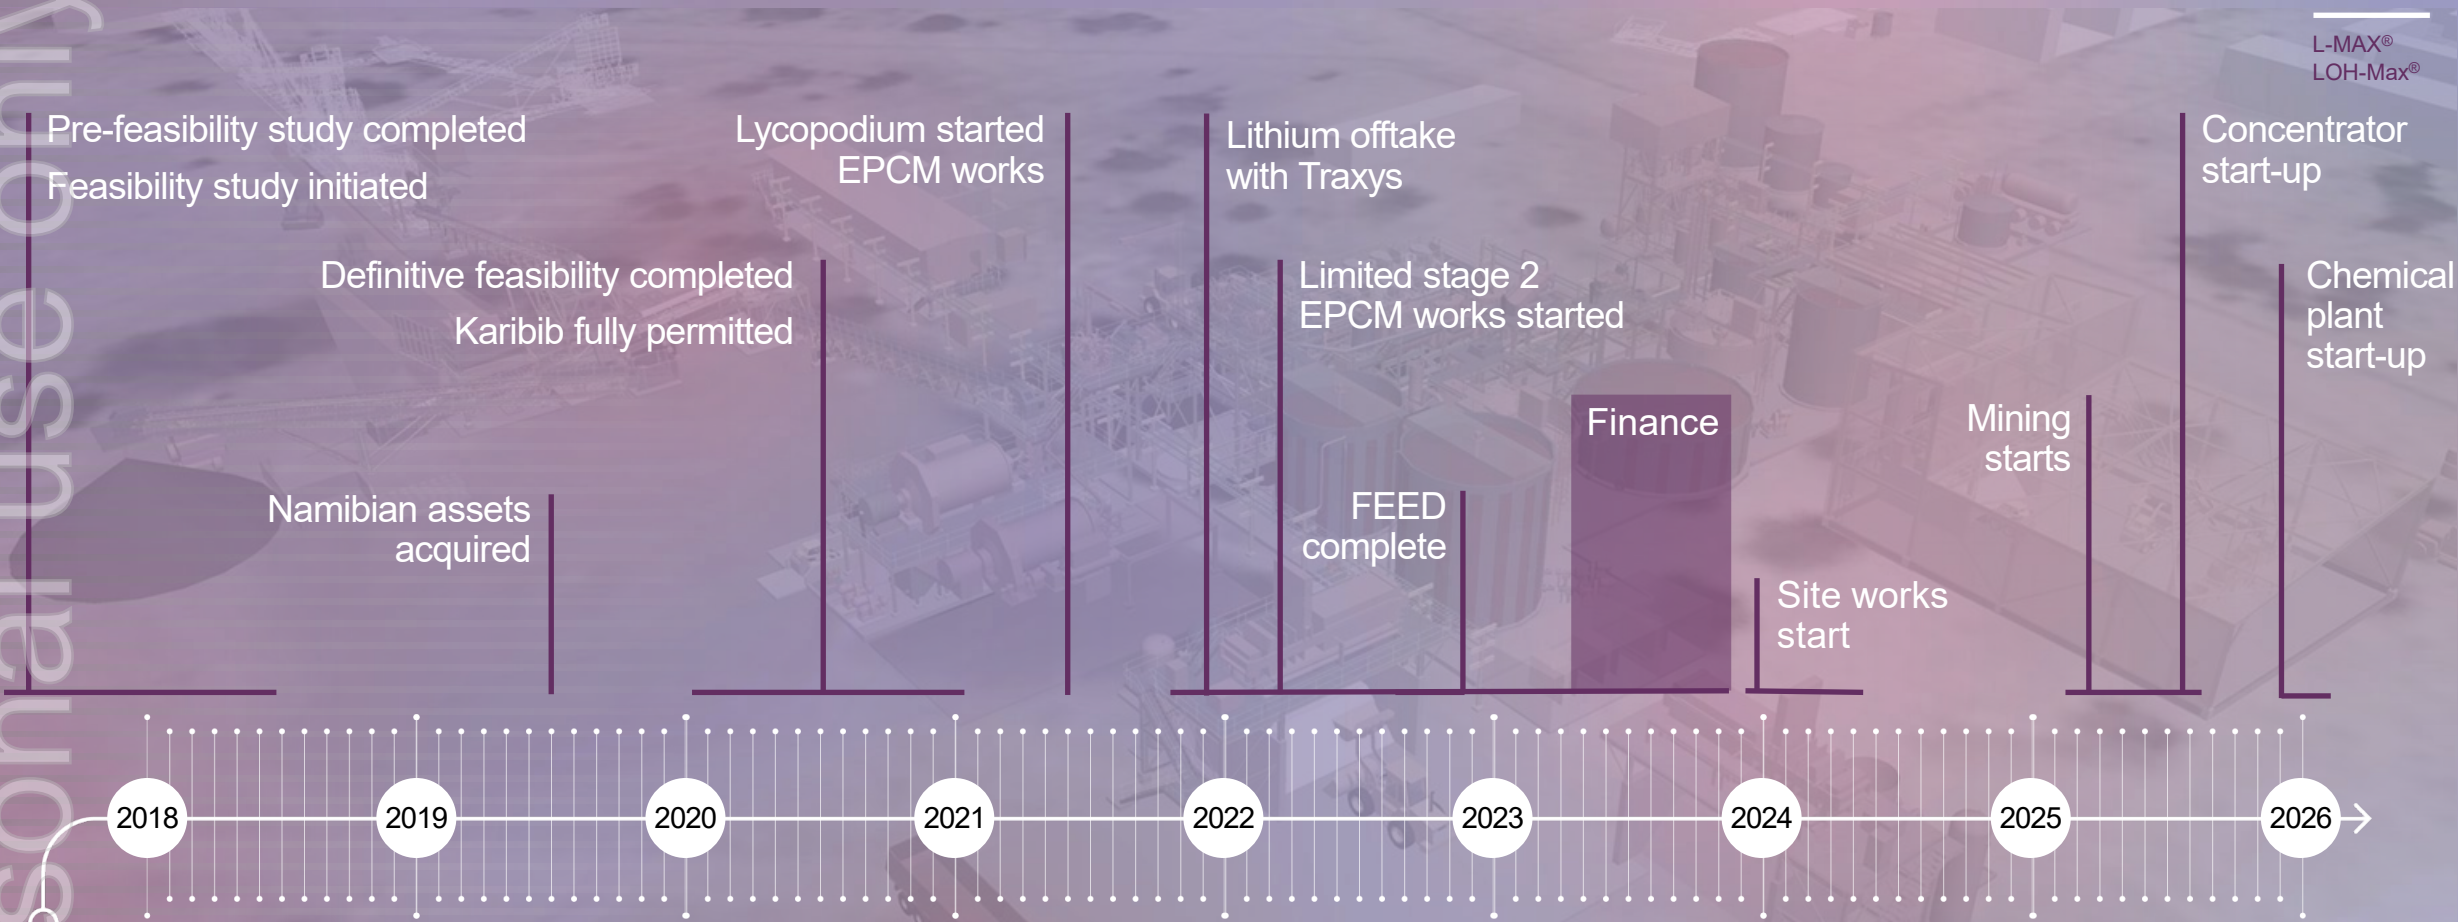 L-MAX®
LOH-Max®
Pre-feasibility study completed
Feasibility study initiated
Lycopodium started
EPCM works
Lithium offtake
with Traxys
Concentrator
start-up
Definitive feasibility completed
Karibib fully permitted
Limited stage 2
EPCM works started
Chemical
plant
start-up
Finance
Mining
starts
Namibian assets
acquired
FEED
complete
Site works
start
2018
2019
2020
2021
2022
2023
2024
2025
2026
sonal use only